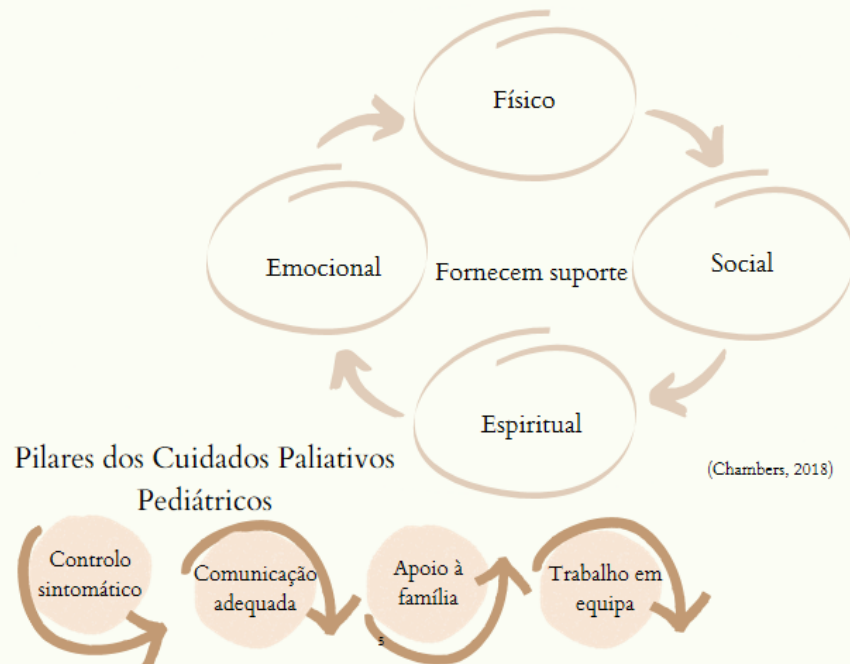 Físico
Emocional
Fornecem suporte
Social
Espiritual
(Chambers, 2018)
Pilares dos Cuidados Paliativos
Pediátricos
Controlo
sintomático
Comunicação
adequada
Apoio à
família
Trabalho em
equipa
5